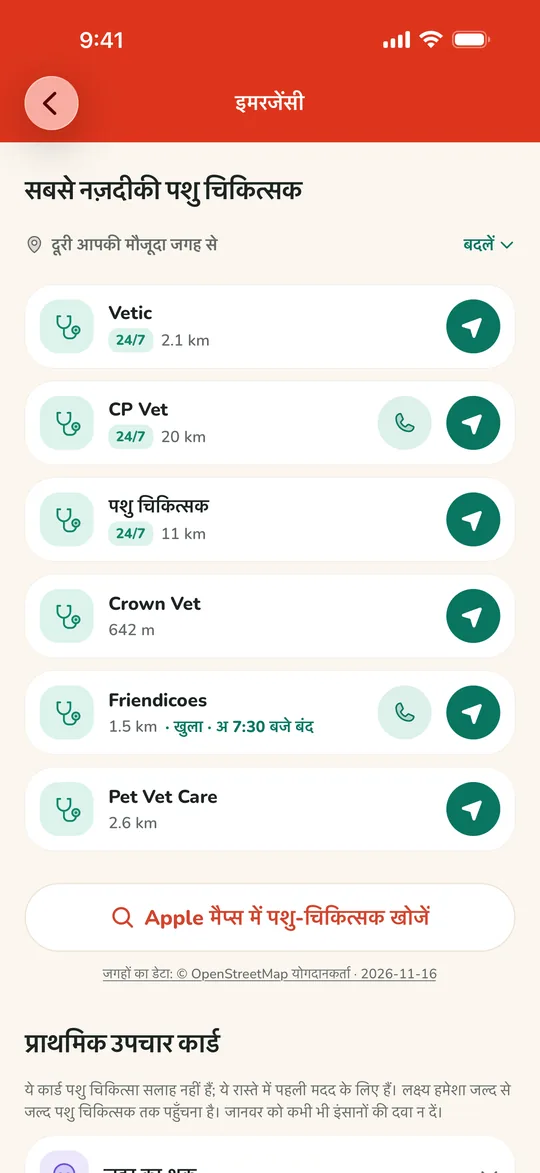 9:41
इमरजेंसी
सबसे नज़दीकी पशु चिकित्सक
दूरी आपकी मौजूदा जगह से
बदलें
Vetic
24/7 2.1 km
CP Vet
24/7 20 km
पशु चिकित्सक
24/7 11 km
Crown Vet
642 m
Friendicoes
1.5 km · खुला · अ 7:30 बजे बंद
Pet Vet Care
2.6 km
Apple मैप्स में पशु-चिकित्सक खोजें
जगहों का डेटा: © OpenStreetMap योगदानकर्ता · 2026-11-16
प्राथमिक उपचार कार्ड
ये कार्ड पशु चिकित्सा सलाह नहीं हैं; ये रास्ते में पहली मदद के लिए हैं। लक्ष्य हमेशा जल्द से
जल्द पशु चिकित्सक तक पहुँचना है। जानवर को कभी भी इंसानों की दवा न दें।